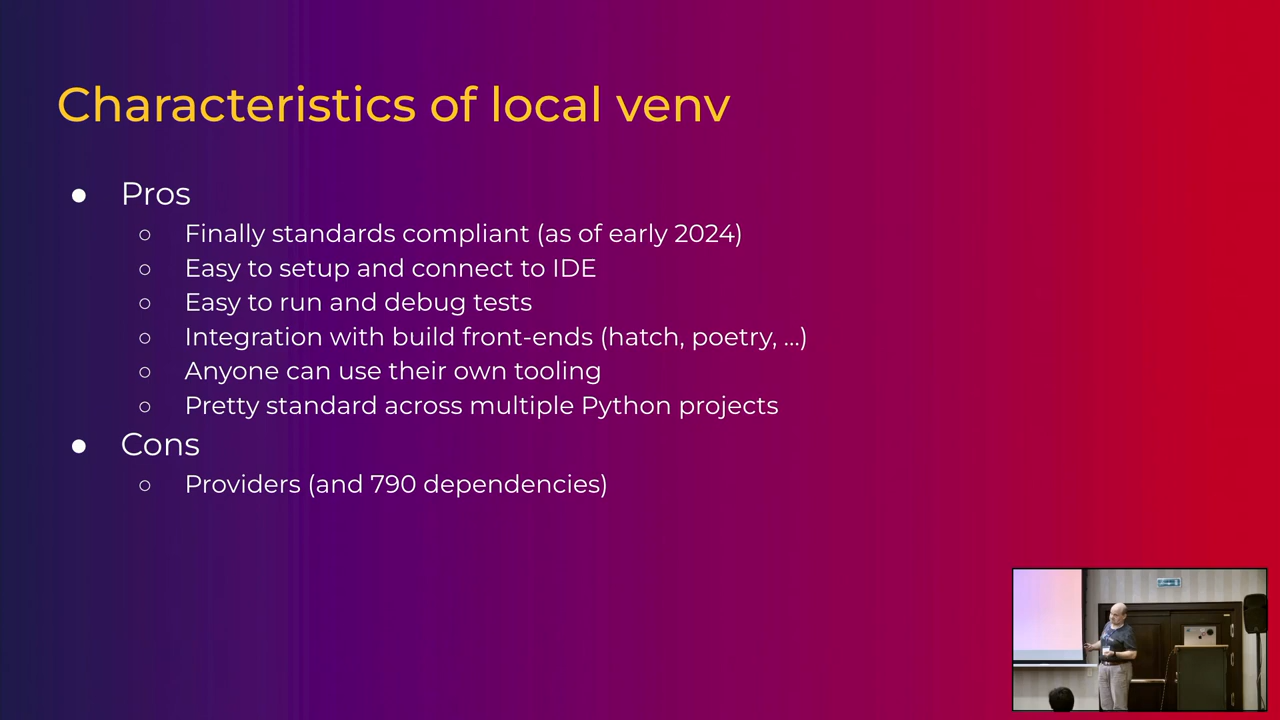 Characteristics of local venv
● Pros
○ Finally standards compliant (as of early 2024)
○ Easy to setup and connect to IDE
○ Easy to run and debug tests
○ Integration with build front-ends (hatch, poetry, ...)
○ Anyone can use their own tooling
○ Pretty standard across multiple Python projects
● Cons
○ Providers (and 790 dependencies)